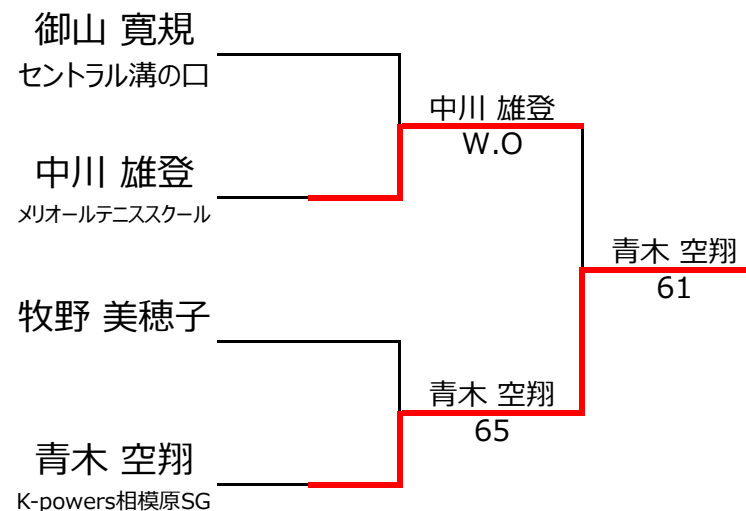 御山 寛規
セントラル溝の口
中川 雄登
W.O
中川 雄登
メリオールテニススクール
青木 空翔
61
牧野 美穂子
青木 空翔
65
青木 空翔
K-powers相模原SG